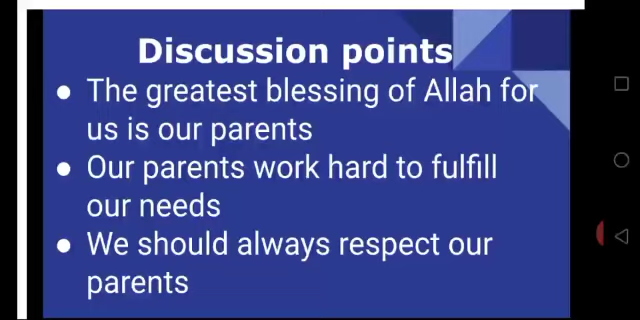 Discussion points
● The greatest blessing of Allah for
us is our parents
● Our parents work hard to fulfill
our needs
● We should always respect our
parents